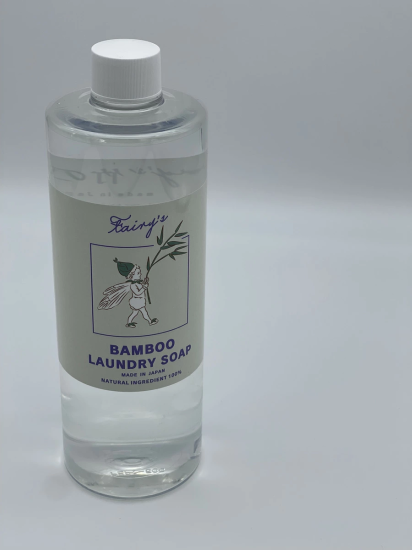 Fairy's
BAMBOO
LAUNDRY SOAP
MADE IN JAPAN
NATURAL INGREDIENT 100%